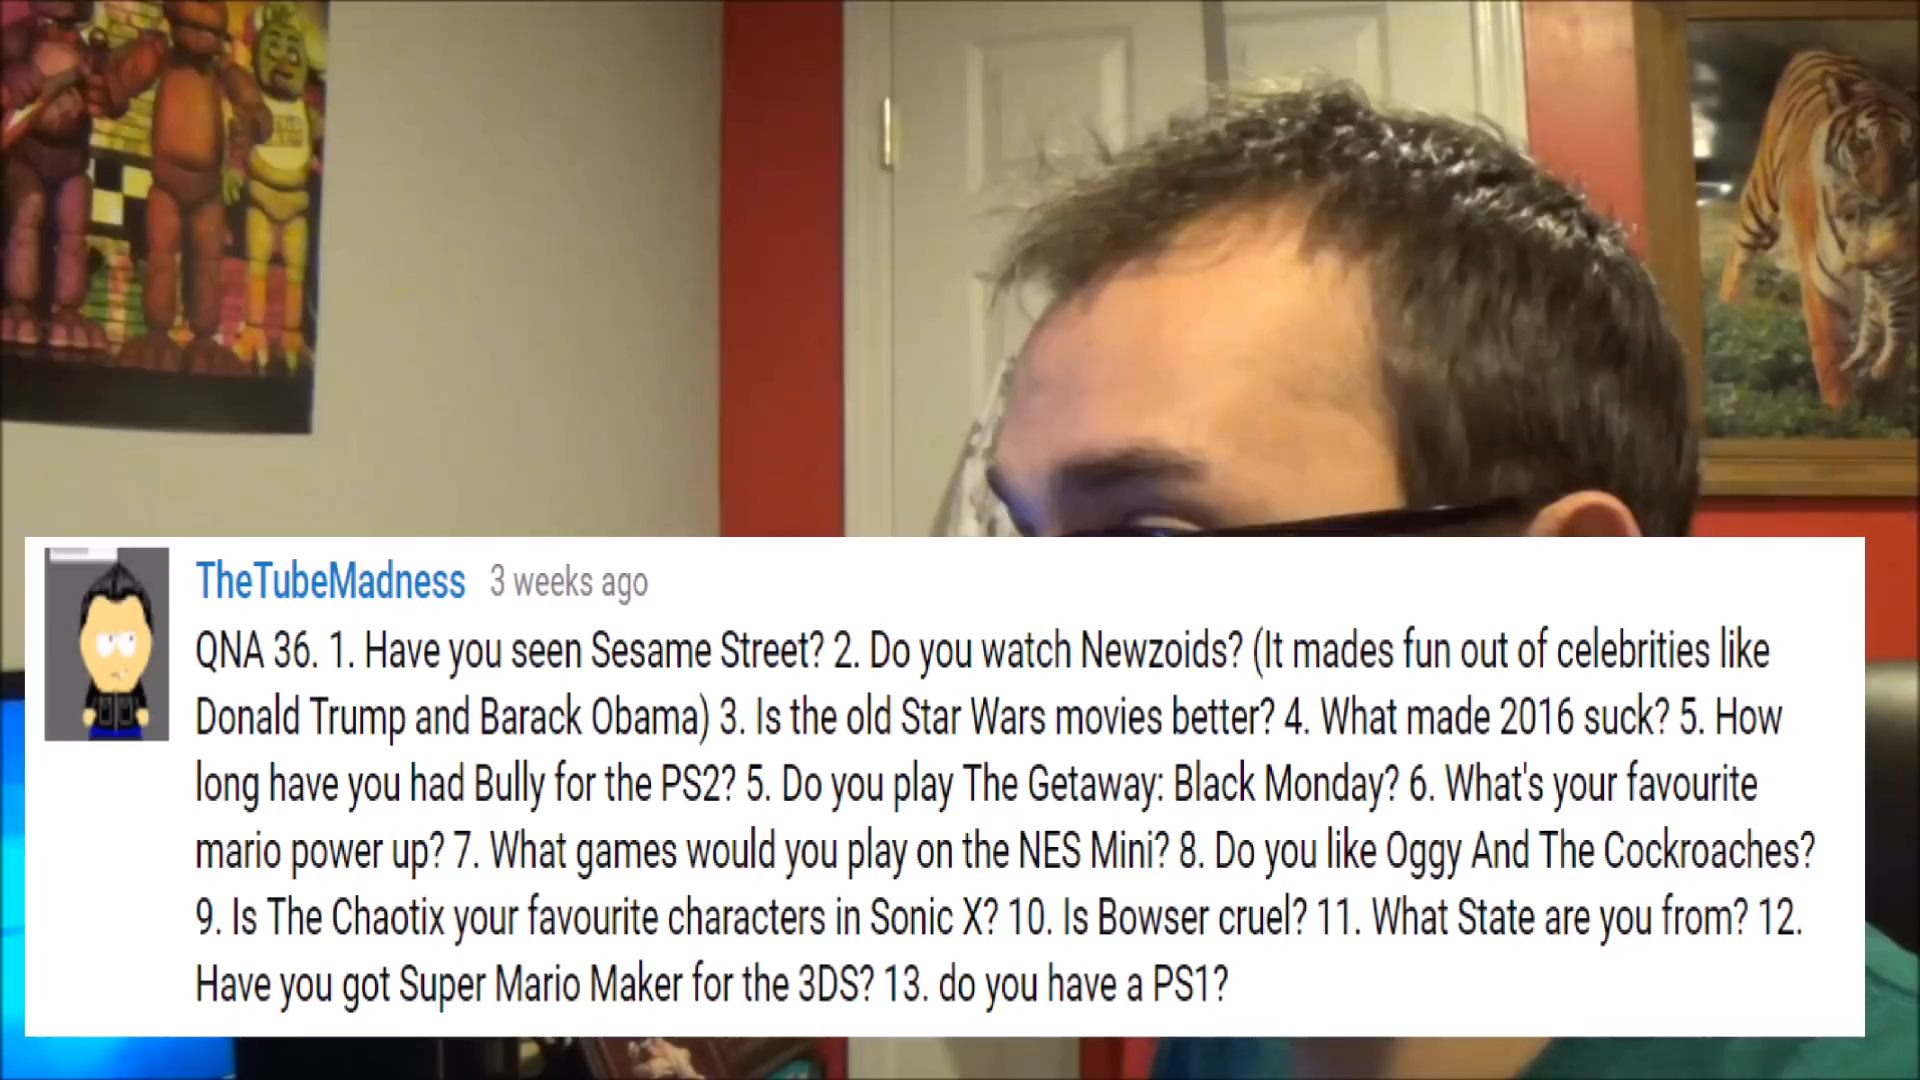 TheTubeMadness 3 weeks ago
QNA 36. 1. Have you seen Sesame Street? 2. Do you watch Newzoids? (It mades fun out of celebrities like
Donald Trump and Barack Obama) 3. Is the old Star Wars movies better? 4. What made 2016 suck? 5. How
long have you had Bully for the PS2? 5. Do you play The Getaway: Black Monday? 6. What's your favourite
mario power up? 7. What games would you play on the NES Mini? 8. Do you like Oggy And The Cockroaches?
9. Is The Chaotix your favourite characters in Sonic X? 10. Is Bowser cruel? 11. What State are you from? 12.
Have you got Super Mario Maker for the 3DS? 13. do you have a PS1?